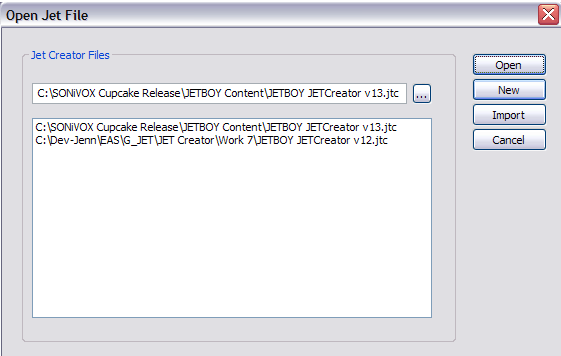 Open Jet File
Jet Creator Files
C:\SONiVOX Cupcake Release\JETBOY Content\JETBOY JETCreator v13.jtc
...
C:\SONiVOX Cupcake Release\JETBOY Content\JETBOY JETCreator v13.jtc
C:\Dev-Jenn\EAS\G_JET\JET Creator\Work 7\JETBOY JETCreator v12.jtc
Open
New
Import
Cancel